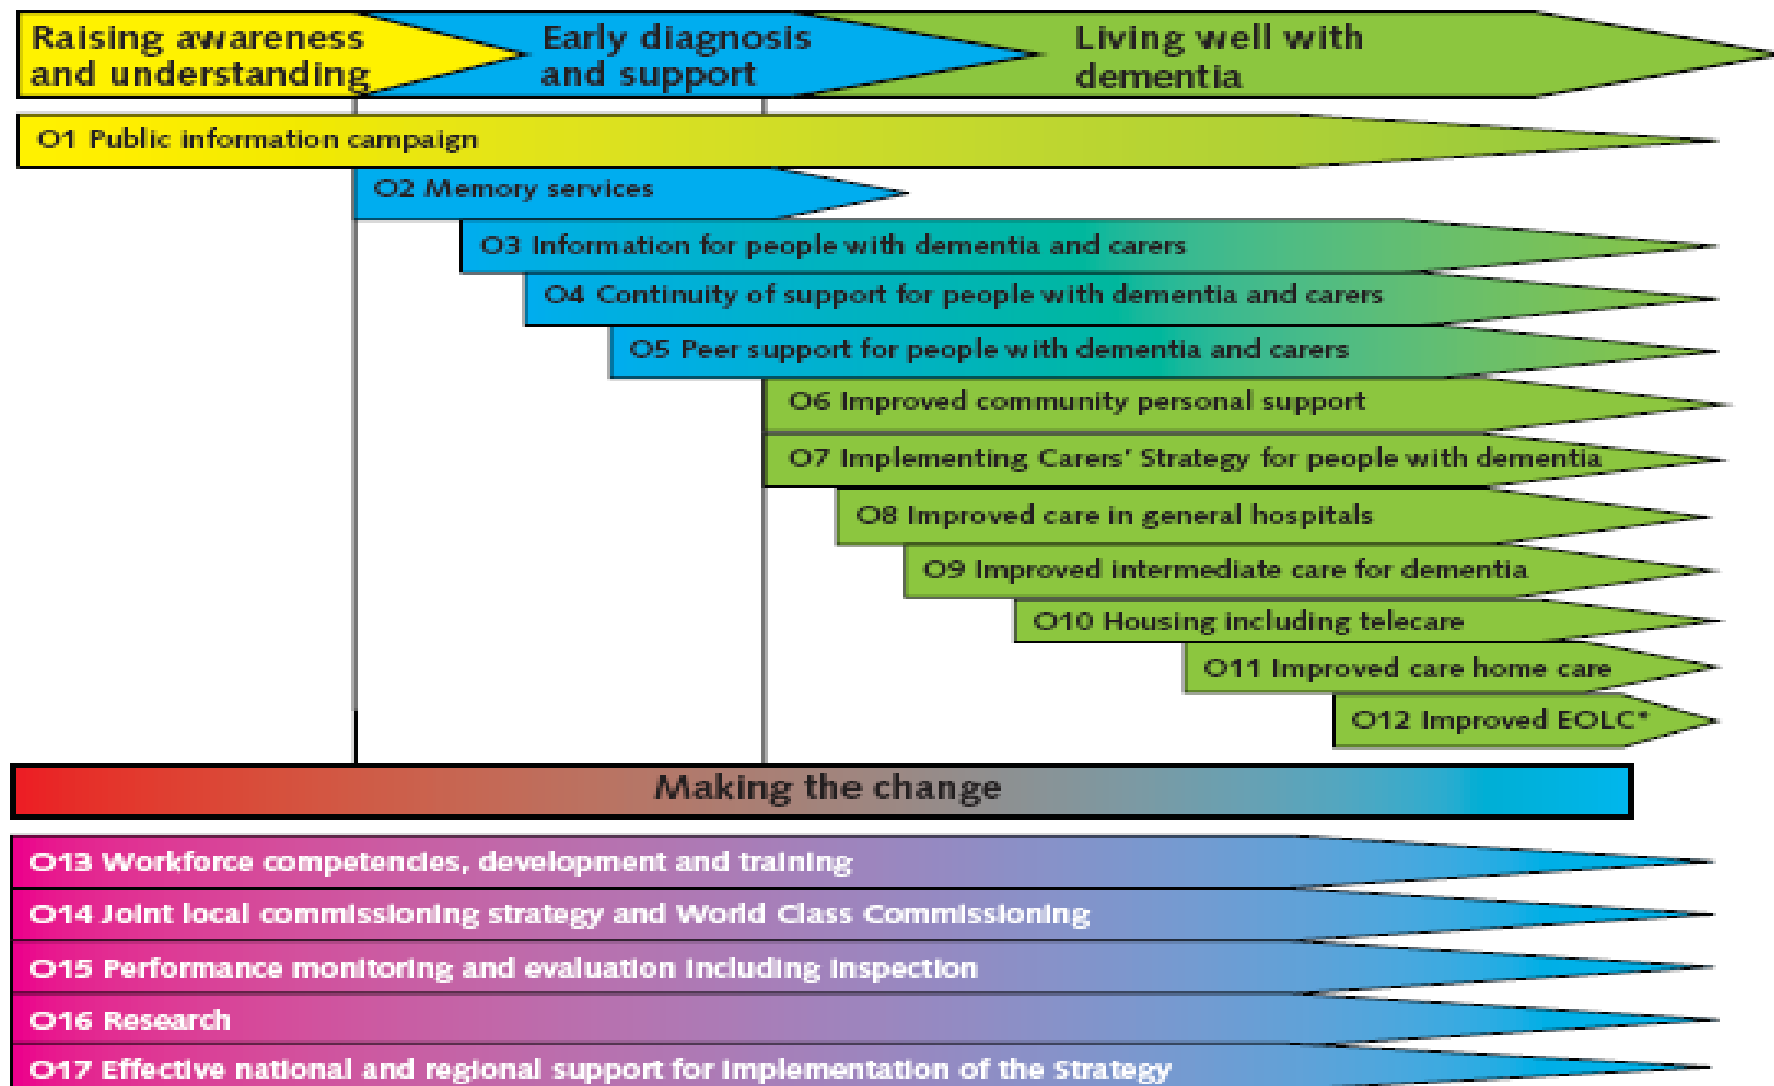 Raising awareness
and understanding
Early diagnosis
and support
Living well with
dementia
O1 Public information campaign
O2 Memory services
O3 Information for people with dementia and carers
O4 Continuity of support for people with dementia and carers
O5 Peer support for people with dementia and carers
O6 Improved community personal support
O7 Implementing Carers' Strategy for people with dementia
O8 Improved care in general hospitals
O9 Improved intermediate care for dementia
O10 Housing including telecare
O11 Improved care home care
O12 Improved EOLC*
Making the change
O13 Workforce competencies, development and training
O14 Joint local commissioning strategy and World Class Commissioning
O15 Performance monitoring and evaluation including inspection
O16 Research
O17 Effective national and regional support for implementation of the Strategy